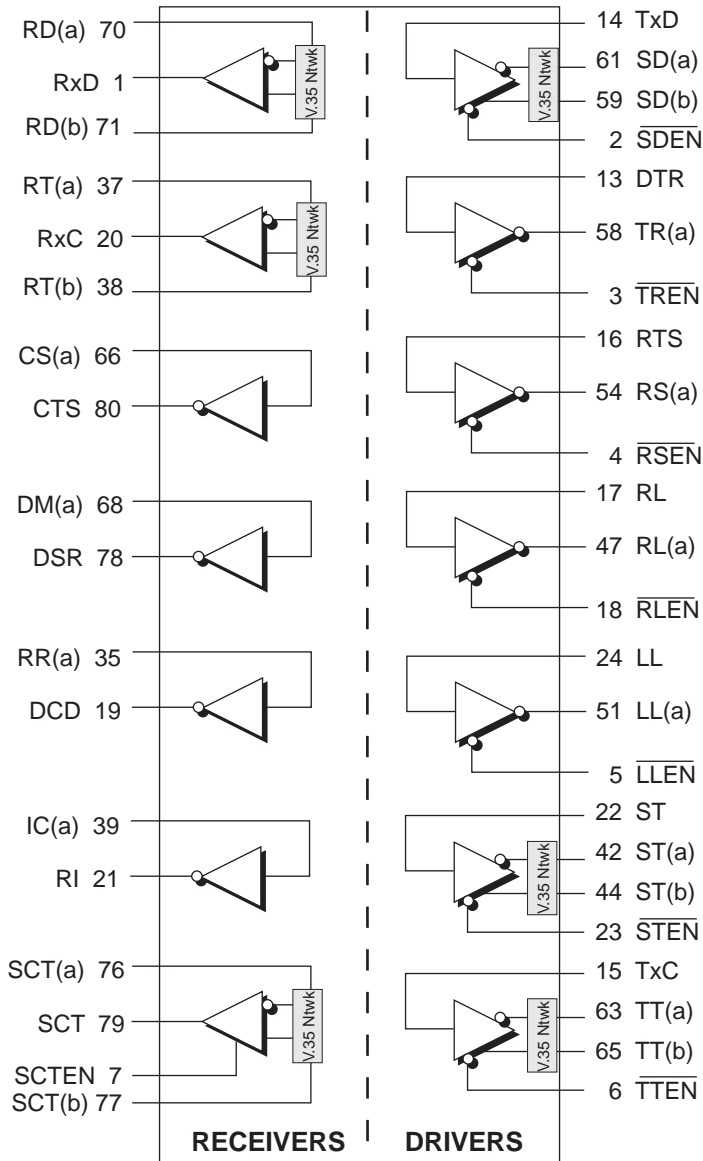 RD(a) 70
RxD 1
RD(b) 71
V.35 Ntwk
RT(a) 37
RxC 20
RT(b) 38
V.35 Ntwk
CS(a) 66
CTS 80
DM(a) 68
DSR 78
RR(a) 35
DCD 19
IC(a) 39
RI 21
SCT(a) 76
SCT 79
SCTEN 7
SCT(b) 77
V.35 Ntwk
RECEIVERS
14 TxD
61 SD(a)
59 SD(b)
2 SDEN
V.35 Ntwk
13 DTR
58 TR(a)
3 TREN
16 RTS
54 RS(a)
4 RSEN
17 RL
47 RL(a)
18 RLEN
24 LL
51 LL(a)
5 LLEN
22 ST
42 ST(a)
44 ST(b)
23 STEN
V.35 Ntwk
15 TxC
63 TT(a)
65 TT(b)
6 TTEN
V.35 Ntwk
DRIVERS